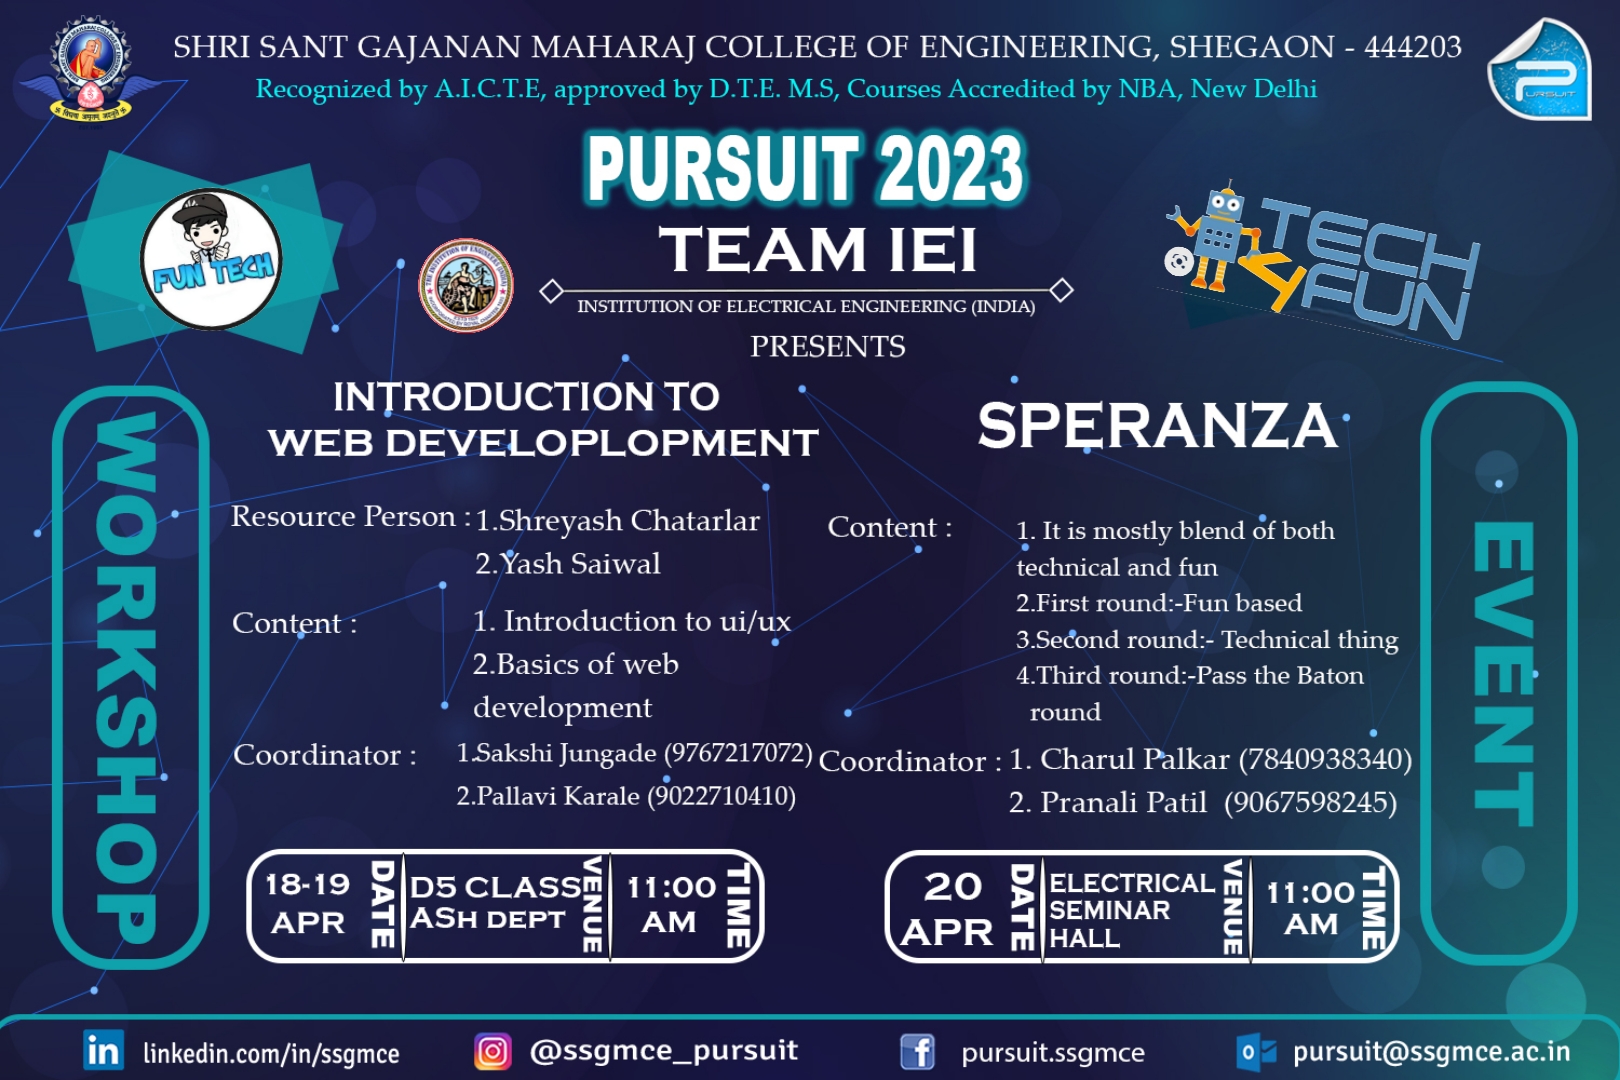 SHRI SANT GAJANAN MAHARAJ COLLEGE OF ENGINEERING, SHEGAON - 444203
Recognized by A.I.C.T.E, approved by D.T.E. M.S, Courses Accredited by NBA, New Delhi
PURSUIT
PURSUIT 2023
TEAM IEI
INSTITUTION OF ELECTRICAL ENGINEERING (INDIA)
PRESENTS
FUN TECH
TECH
4FUN
WORKSHOP
INTRODUCTION TO
WEB DEVELOPLOPMENT
Resource Person : 1.Shreyash Chatarlar
2.Yash Saiwal
Content : 1. Introduction to ui/ux
2.Basics of web
development
Coordinator : 1.Sakshi Jungade (9767217072)
2.Pallavi Karale (9022710410)
18-19
APR
DATE
D5 CLASS
ASH DEPT
VENUE
11:00
AM
TIME
EVENT
SPERANZA
Content : 1. It is mostly blend of both
technical and fun
2.First round:-Fun based
3.Second round:- Technical thing
4.Third round:-Pass the Baton
round
Coordinator : 1. Charul Palkar (7840938340)
2. Pranali Patil (9067598245)
20
APR
DATE
ELECTRICAL
SEMINAR
HALL
VENUE
11:00
AM
TIME
in linkedin.com/in/ssgmce
@ssgmce_pursuit
f pursuit.ssgmce
pursuit@ssgmce.ac.in